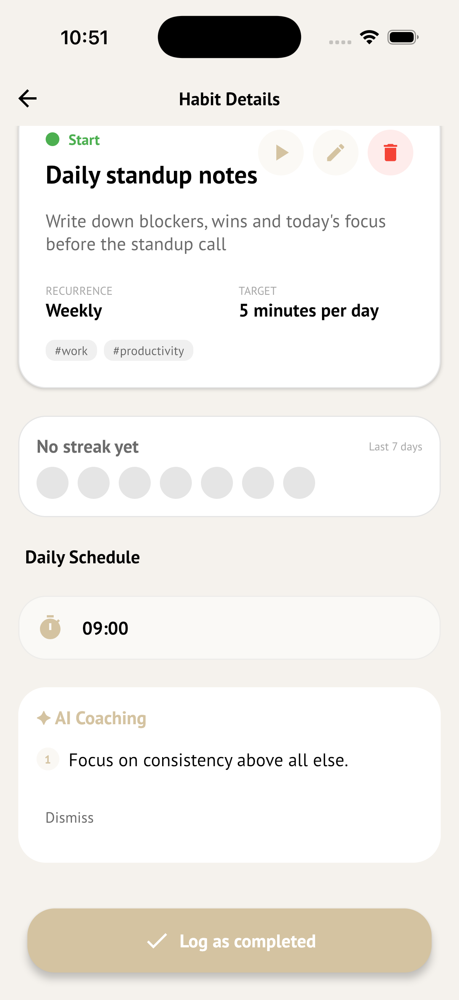 10:51
Habit Details
Start
Daily standup notes
Write down blockers, wins and today's focus
before the standup call
RECURRENCE
TARGET
Weekly
5 minutes per day
#work
#productivity
No streak yet
Last 7 days
Daily Schedule
09:00
AI Coaching
1 Focus on consistency above all else.
Dismiss
Log as completed